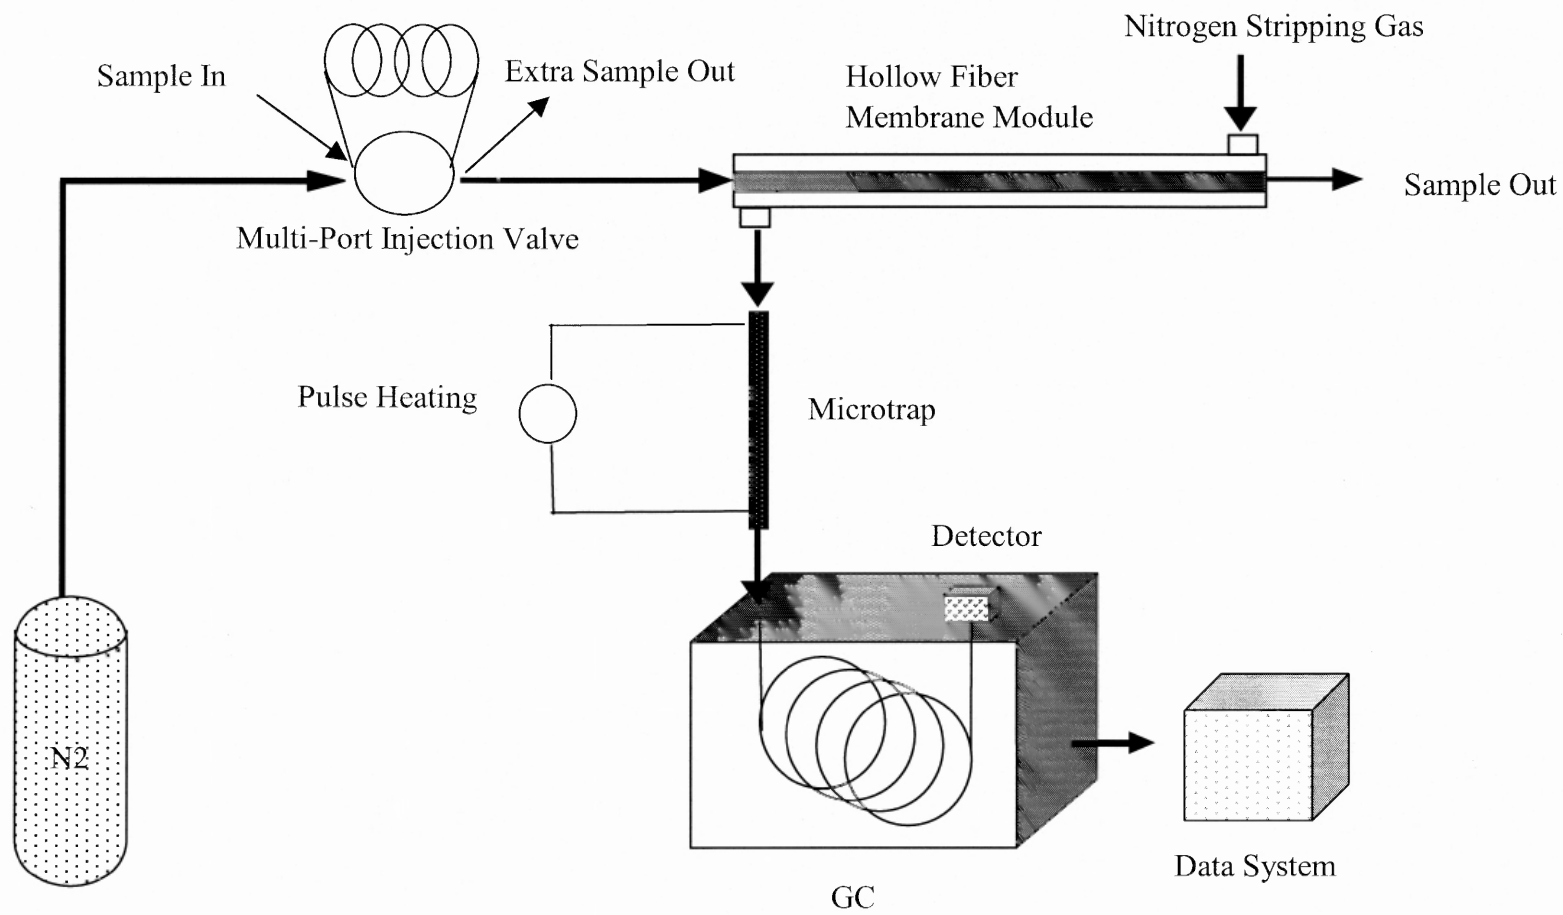 Nitrogen Stripping Gas
Sample In
Extra Sample Out
Hollow Fiber
Membrane Module
Sample Out
Multi-Port Injection Valve
Pulse Heating
Microtrap
Detector
N2
Data System
GC